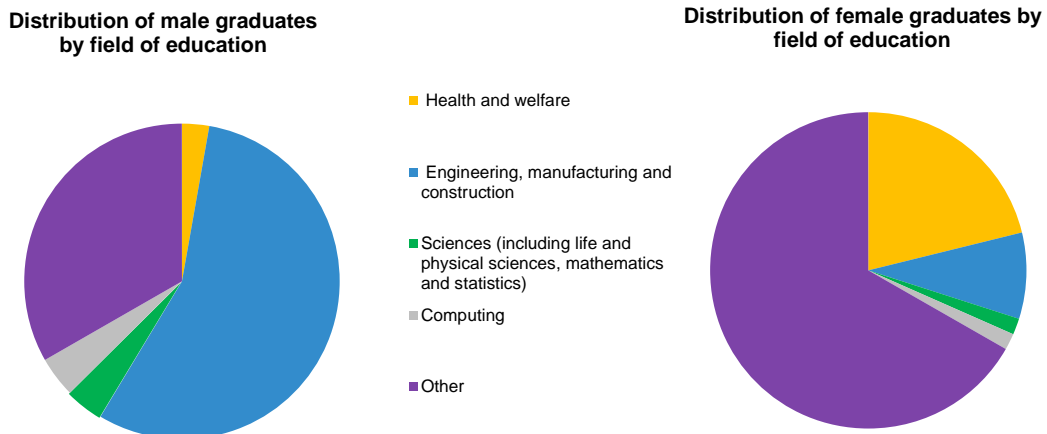 Distribution of male graduates
by field of education
Distribution of female graduates by
field of education
Health and welfare
Engineering, manufacturing and
construction
Sciences (including life and
physical sciences, mathematics
and statistics)
Computing
Other